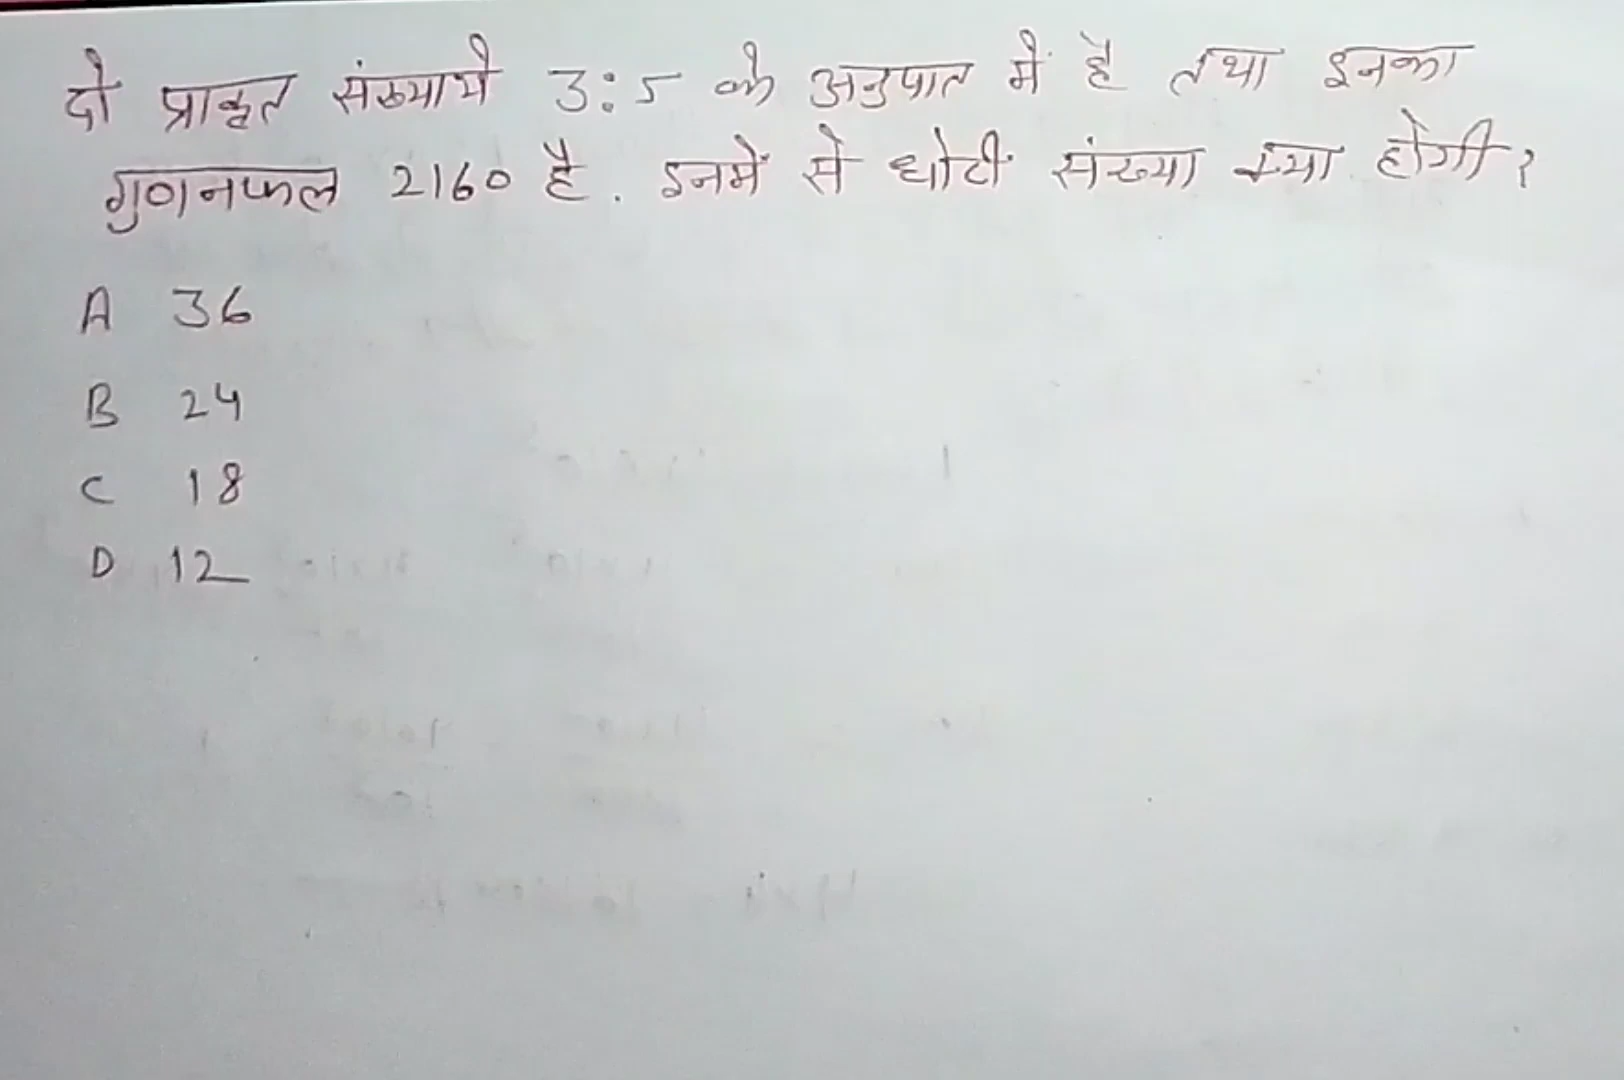 दो प्राकृत संख्याये 3:5 के अनुपात में है तथा इनका
गुणनफल 2160 है. इनमें से छोटी संख्या क्या होगी?
A 36
B 24
C 18
D 12